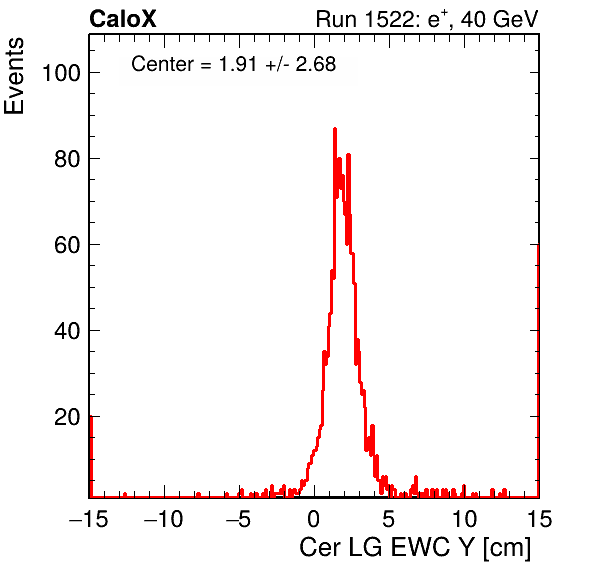 CaloX Run 1522: e⁺, 40 GeV
Center = 1.91 +/- 2.68
Events
100
80
60
40
20
−15 −10 −5 0 5 10 15
Cer LG EWC Y [cm]